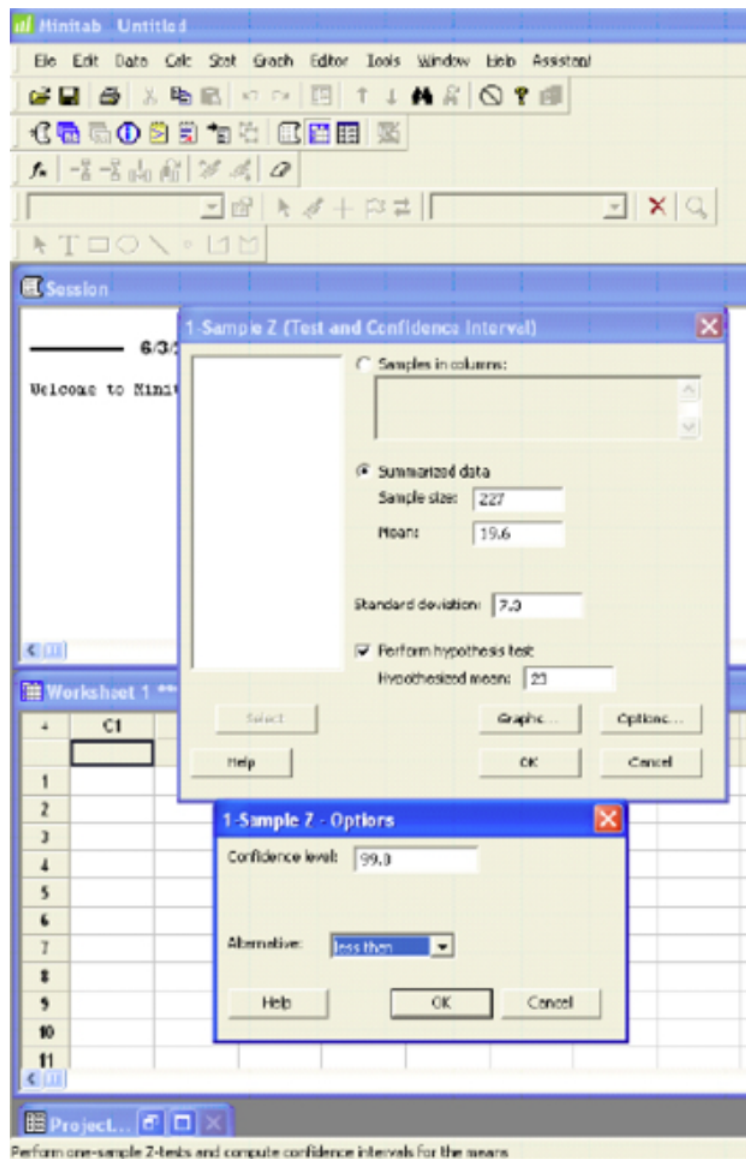 Minitab Untitled
File Edit Data Calc Stat Graph Editor Tools Window Help Assistant
Session
6/3/
Welcome to Minit
1-Sample Z (Test and Confidence Interval)
Samples in columns:
Summarized data
Sample size: 227
Mean: 19.6
Standard deviation:
Perform hypothesis test
Hypothesized mean:
Select
Graphs... Options...
Help OK Cancel
Worksheet 1 ***
C1
1
2
3
4
5
6
7
8
9
10
11
1-Sample Z - Options
Confidence level:
Alternative: less than
Help OK Cancel
Project...
Perform one-sample Z-tests and compute confidence intervals for the means